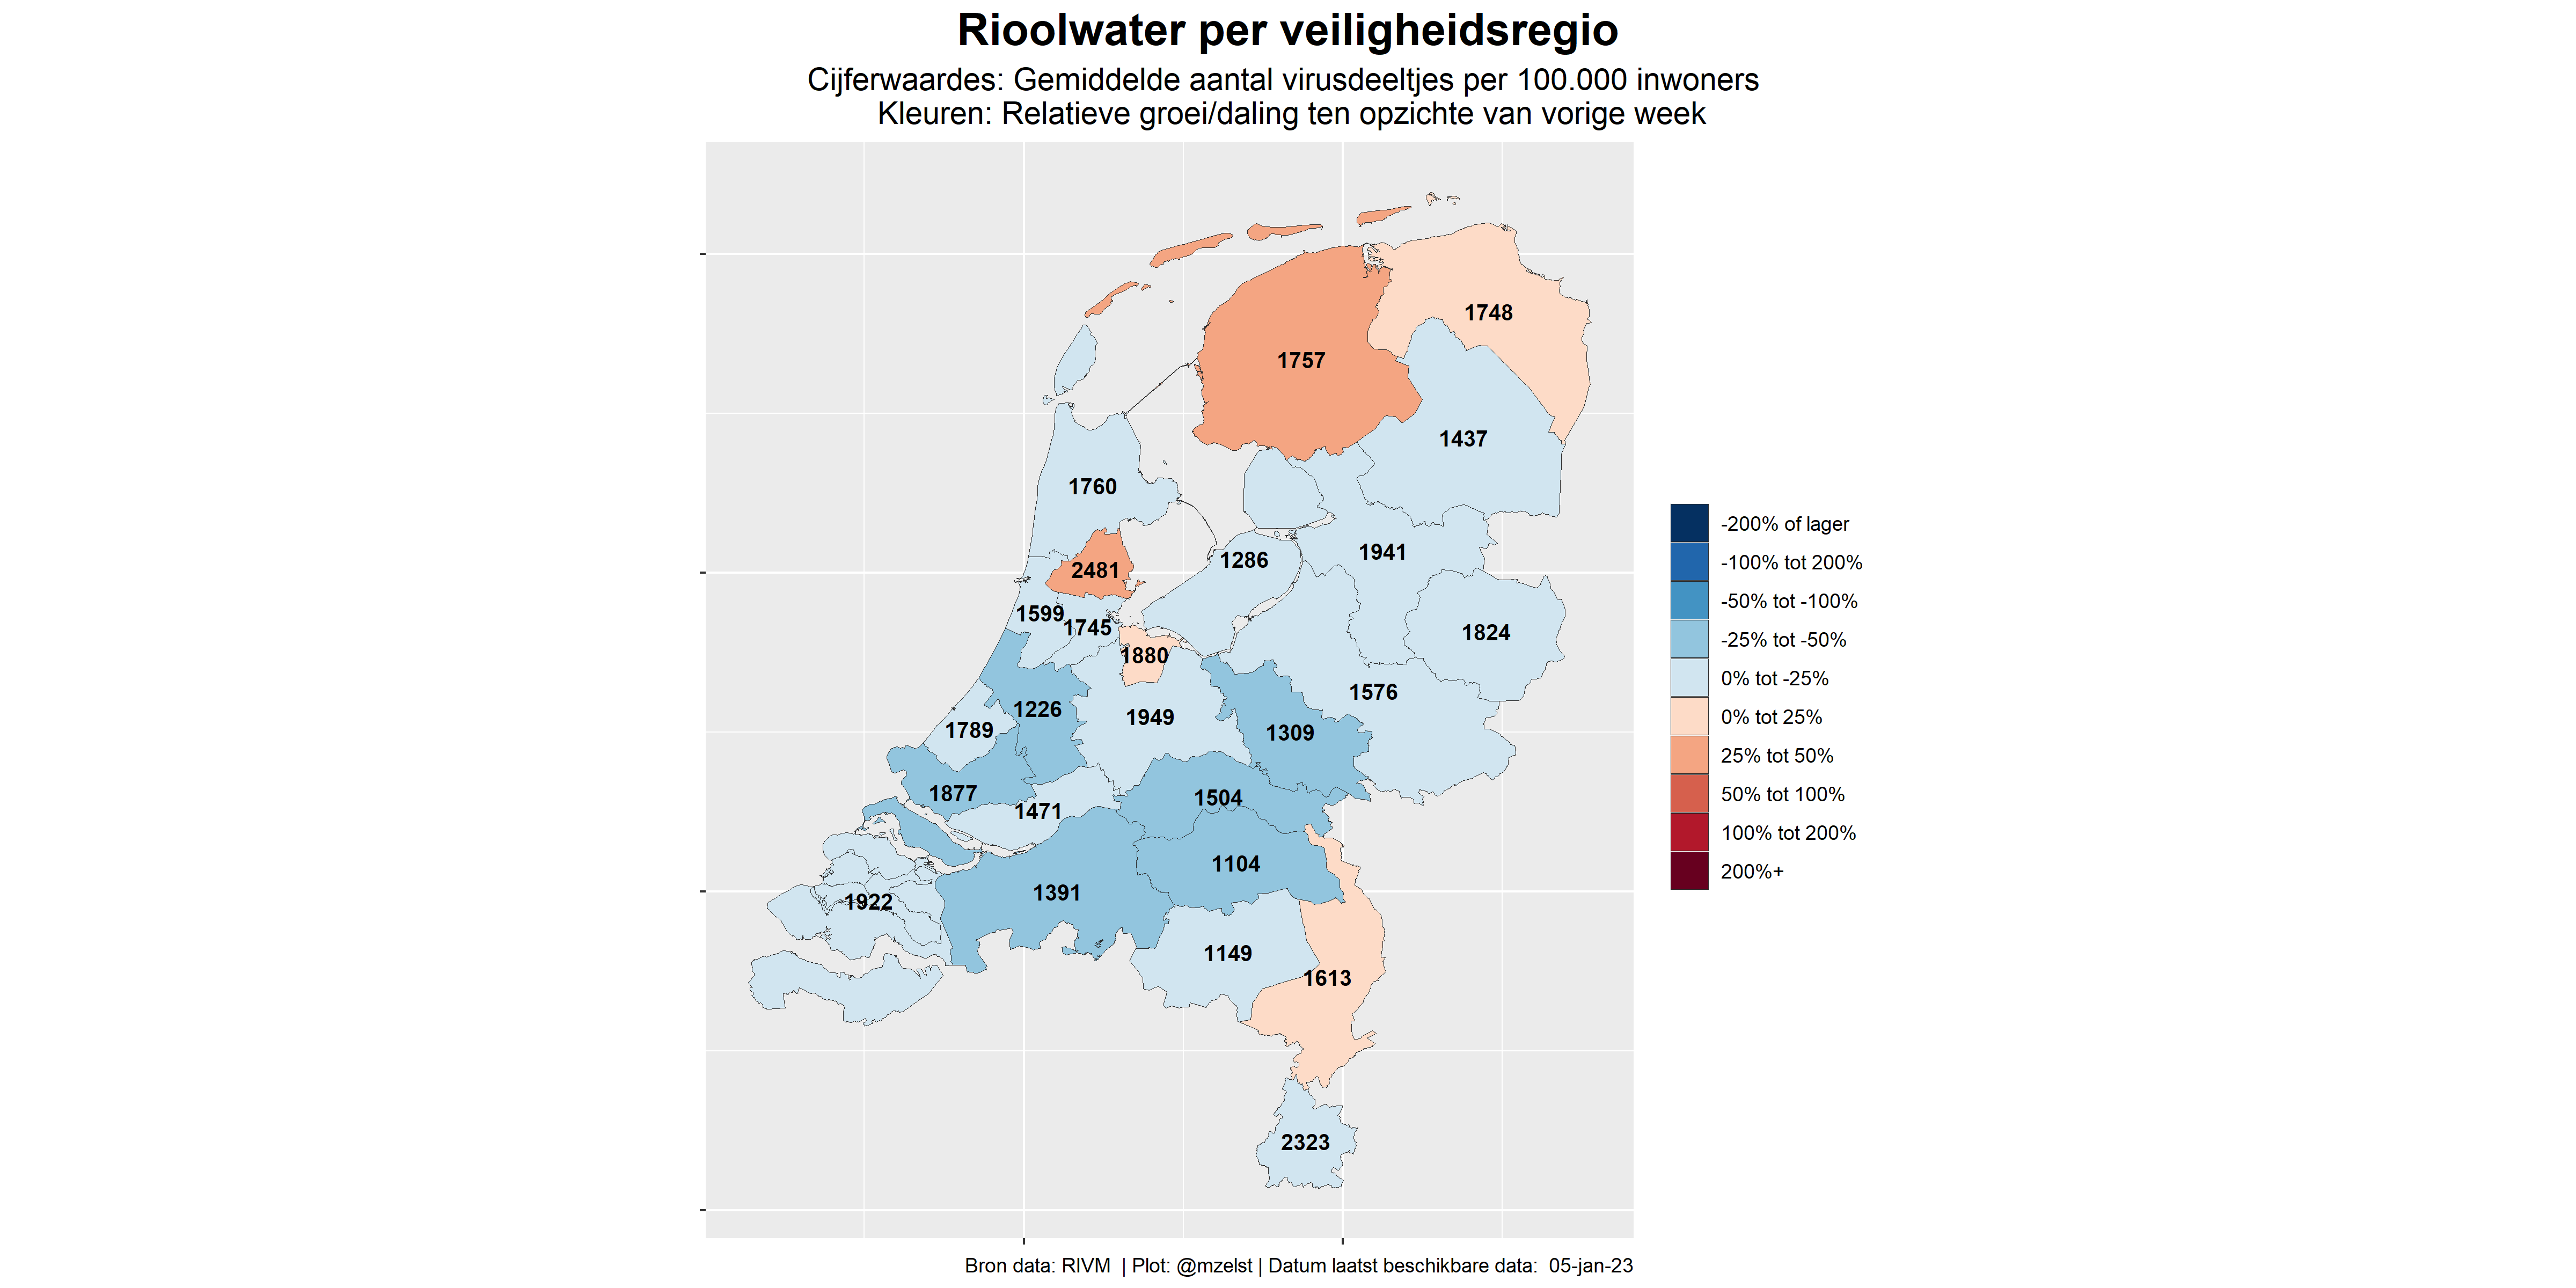 Rioolwater per veiligheidsregio
Cijferwaardes: Gemiddelde aantal virusdeeltjes per 100.000 inwoners
Kleuren: Relatieve groei/daling ten opzichte van vorige week
1748
1757
1437
1760
1941
1286
2481
1599
1745
1824
1880
1576
1226
1949
1789
1309
1877
1504
1471
1104
1391
1922
1149
1613
2323
-200% of lager
-100% tot 200%
-50% tot -100%
-25% tot -50%
0% tot -25%
0% tot 25%
25% tot 50%
50% tot 100%
100% tot 200%
200%+
Bron data: RIVM | Plot: @mzelst | Datum laatst beschikbare data: 05-jan-23